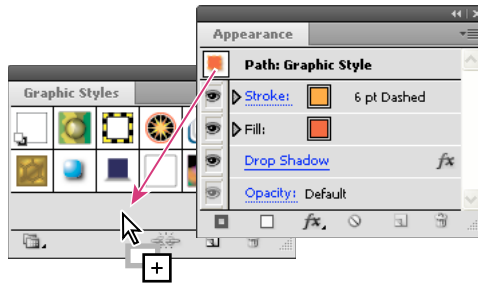 Appearance
Path: Graphic Style
Graphic Styles
Stroke: 6 pt Dashed
Fill:
Drop Shadow fx
Opacity: Default
fx